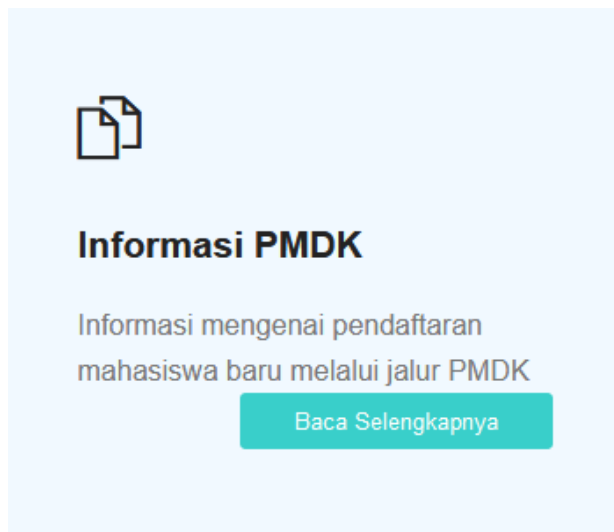 Informasi PMDK
Informasi mengenai pendaftaran
mahasiswa baru melalui jalur PMDK
Baca Selengkapnya